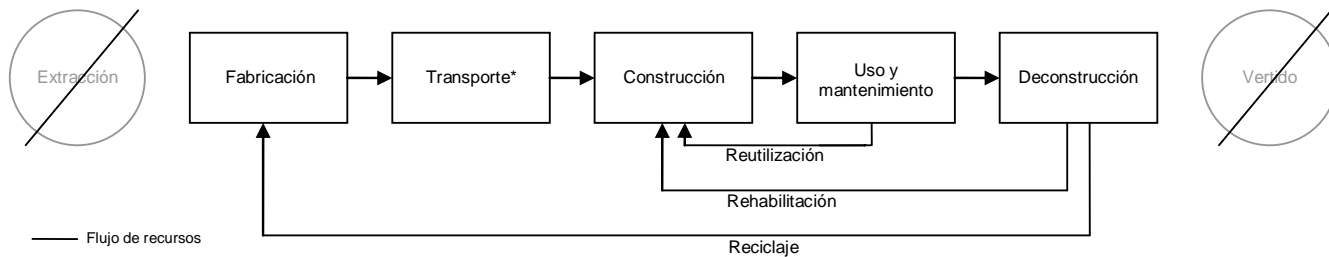 Extracción
Fabricación
Transporte*
Construcción
Uso y
mantenimiento
Deconstrucción
Vertido
Reutilización
Rehabilitación
Flujo de recursos
Reciclaje